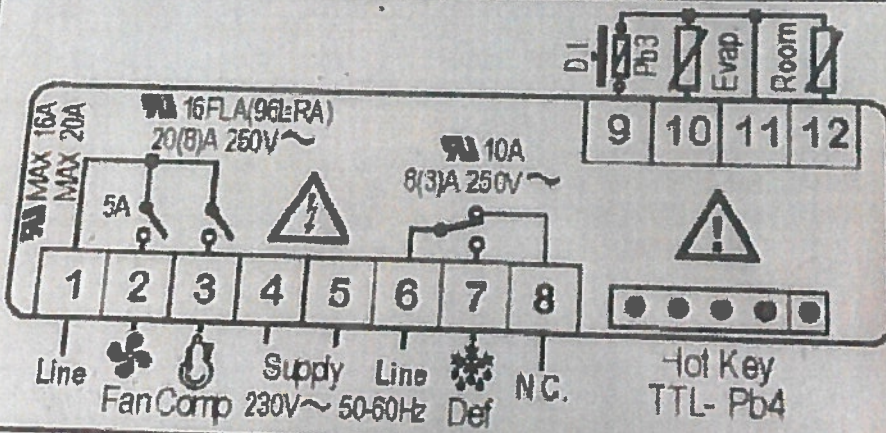 D.I.
Pb3
Evap
Room
9 10 11 12
MAX 16A
MAX 20A
16FLA(96LRA)
20(8)A 250V~
10A
8(3)A 250V~
5A
1 2 3 4 5 6 7 8
Line
Fan
Comp
Supply
230V~ 50-60Hz
Line
Def
N.C.
Hot Key
TTL- Pb4